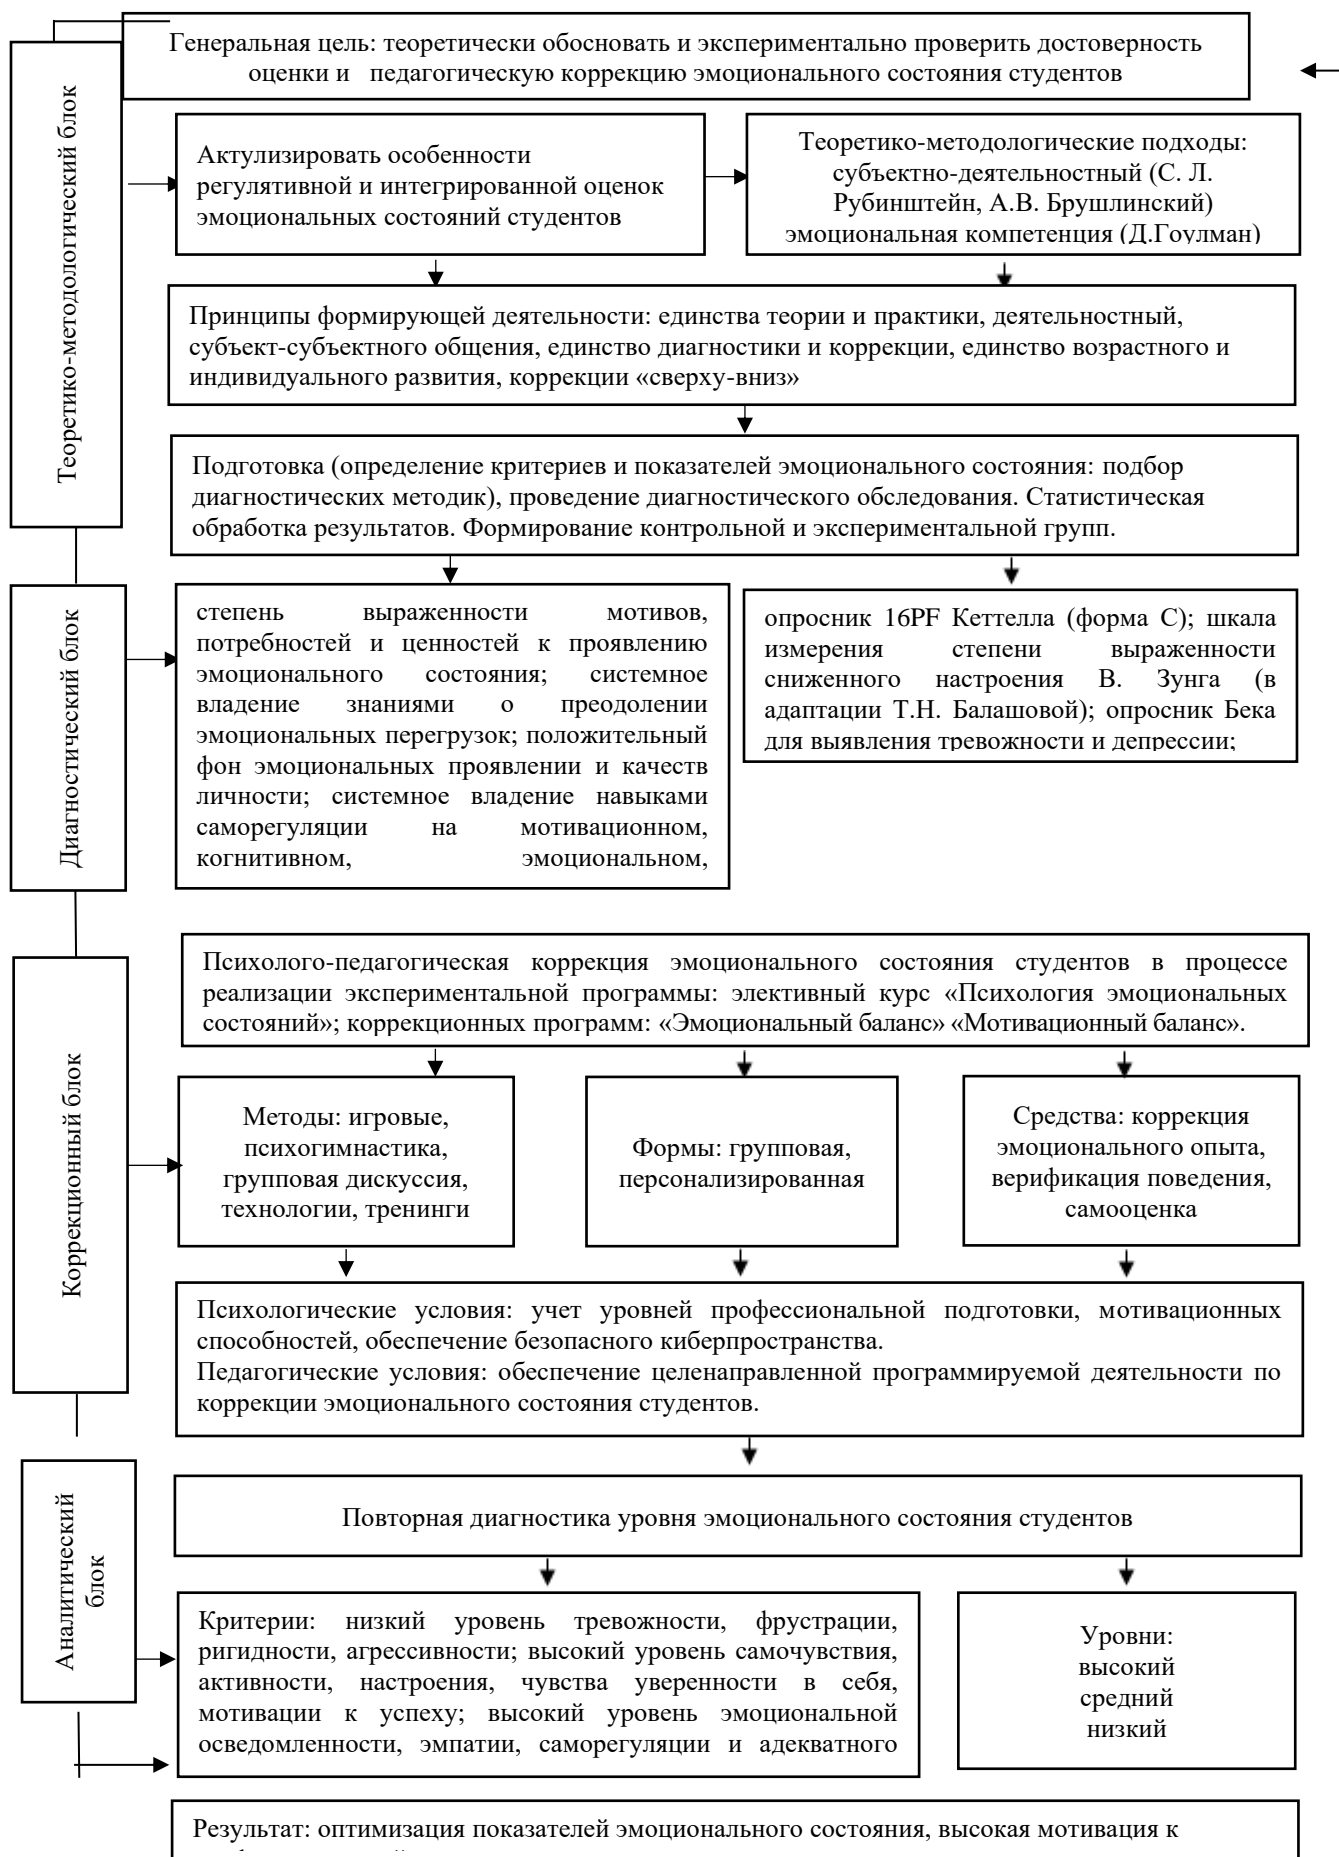 Генеральная цель: теоретически обосновать и экспериментально проверить достоверность
оценки и педагогическую коррекцию эмоционального состояния студентов
Теоретико-методологический блок
Актулизировать особенности
регулятивной и интегрированной оценок
эмоциональных состояний студентов
Теоретико-методологические подходы:
субъектно-деятельностный (С. Л.
Рубинштейн, А.В. Брушлинский)
эмоциональная компетенция (Д.Гоулман)
Принципы формирующей деятельности: единства теории и практики, деятельностный,
субъект-субъектного общения, единство диагностики и коррекции, единство возрастного и
индивидуального развития, коррекции «сверху-вниз»
Подготовка (определение критериев и показателей эмоционального состояния: подбор
диагностических методик), проведение диагностического обследования. Статистическая
обработка результатов. Формирование контрольной и экспериментальной групп.
Диагностический блок
степень выраженности мотивов,
потребностей и ценностей к проявлению
эмоционального состояния; системное
владение знаниями о преодолении
эмоциональных перегрузок; положительный
фон эмоциональных проявлении и качеств
личности; системное владение навыками
саморегуляции на мотивационном,
когнитивном, эмоциональном,
опросник 16PF Кеттелла (форма С); шкала
измерения степени выраженности
сниженного настроения В. Зунга (в
адаптации Т.Н. Балашовой); опросник Бека
для выявления тревожности и депрессии;
Коррекционный блок
Психолого-педагогическая коррекция эмоционального состояния студентов в процессе
реализации экспериментальной программы: элективный курс «Психология эмоциональных
состояний»; коррекционных программ: «Эмоциональный баланс» «Мотивационный баланс».
Методы: игровые,
психогимнастика,
групповая дискуссия,
технологии, тренинги
Формы: групповая,
персонализированная
Средства: коррекция
эмоционального опыта,
верификация поведения,
самооценка
Психологические условия: учет уровней профессиональной подготовки, мотивационных
способностей, обеспечение безопасного киберпространства.
Педагогические условия: обеспечение целенаправленной программируемой деятельности по
коррекции эмоционального состояния студентов.
Аналитический
блок
Повторная диагностика уровня эмоционального состояния студентов
Критерии: низкий уровень тревожности, фрустрации,
ригидности, агрессивности; высокий уровень самочувствия,
активности, настроения, чувства уверенности в себя,
мотивации к успеху; высокий уровень эмоциональной
осведомленности, эмпатии, саморегуляции и адекватного
Уровни:
высокий
средний
низкий
Результат: оптимизация показателей эмоционального состояния, высокая мотивация к